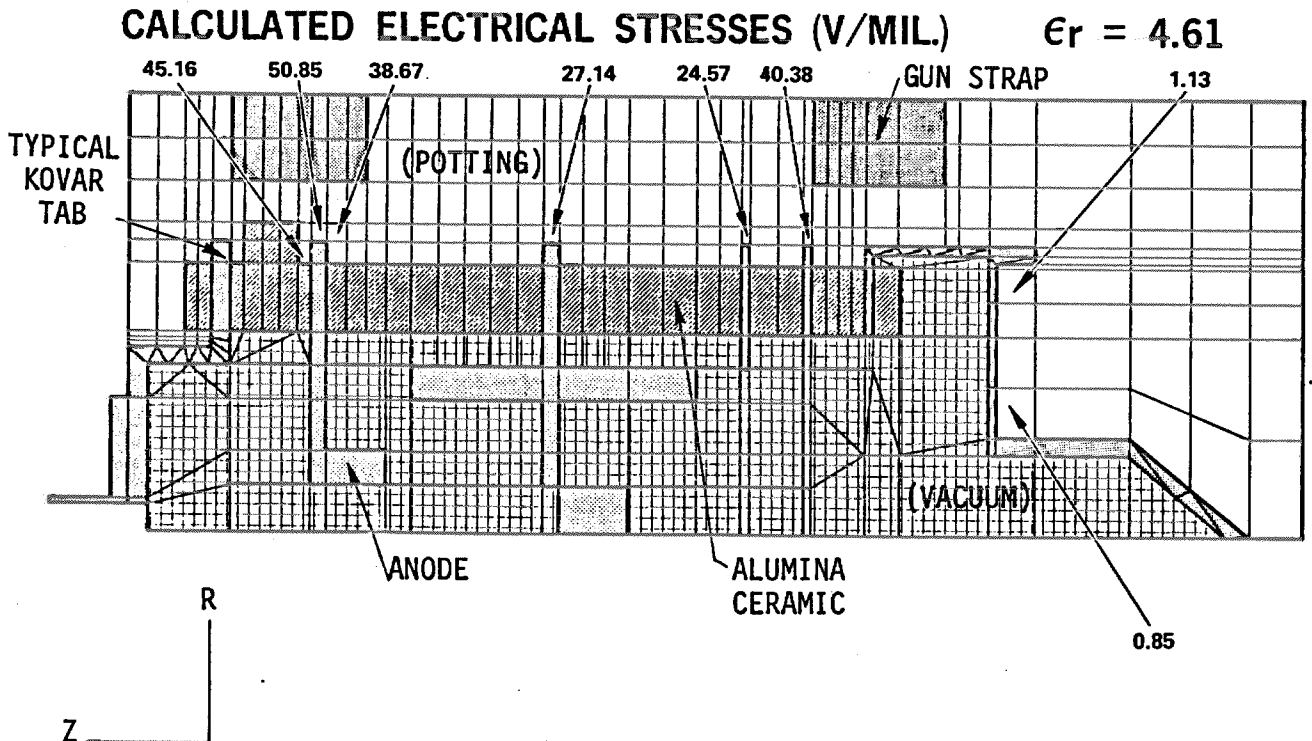 CALCULATED ELECTRICAL STRESSES (V/MIL.) ϵr = 4.61
45.16 50.85 38.67 27.14 24.57 40.38 GUN STRAP 1.13
TYPICAL
KOVAR
TAB
(POTTING)
(VACUUM)
ANODE
ALUMINA
CERAMIC
R
0.85
Z